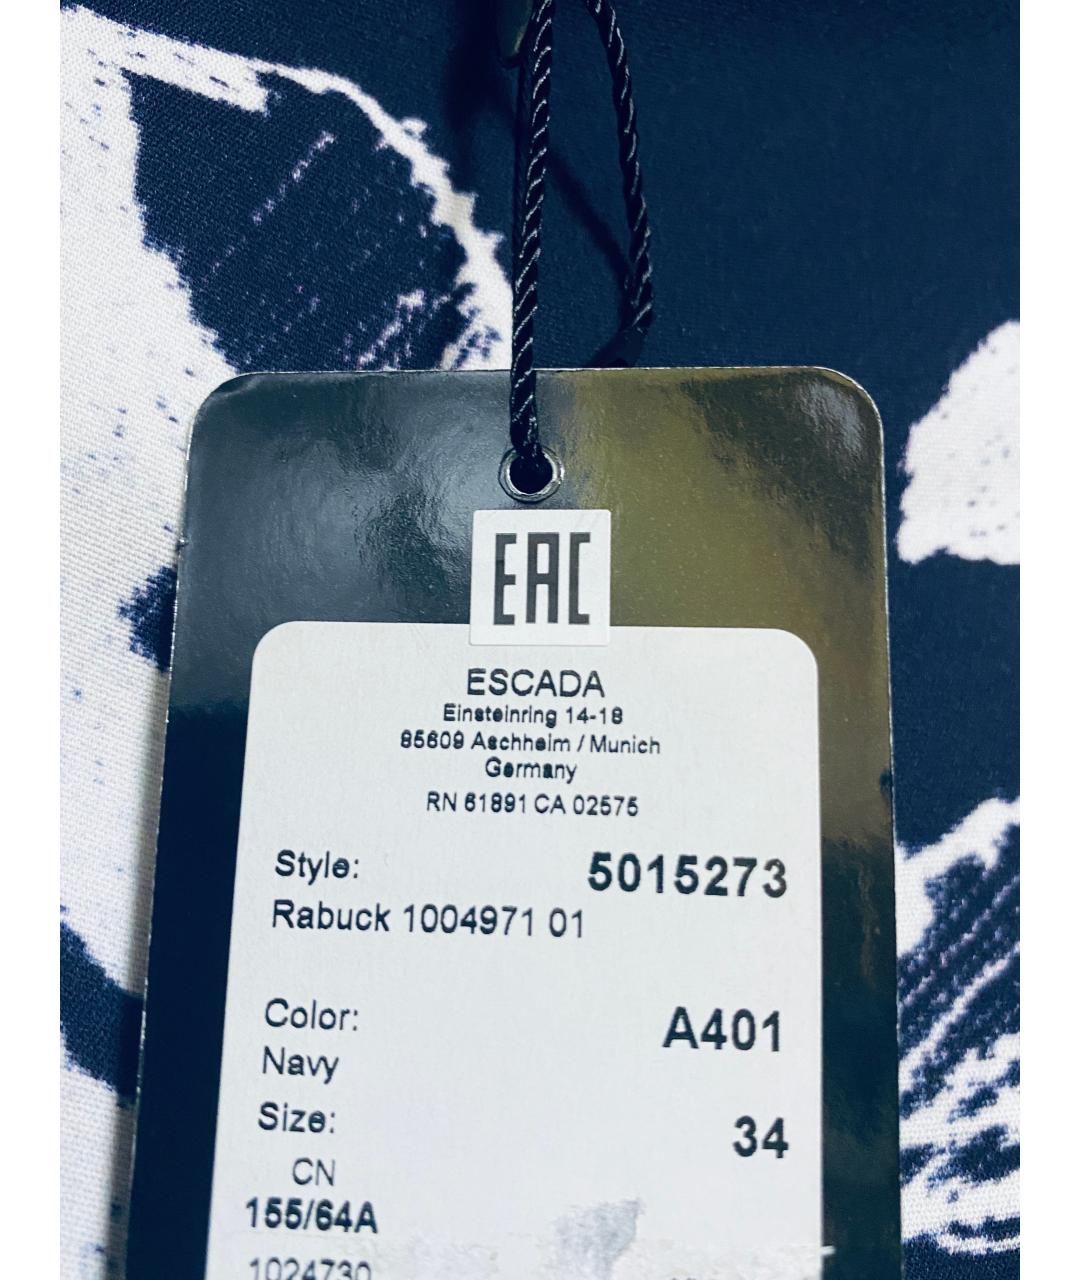 EAC
ESCADA
Einsteinring 14-18
85609 Aschheim / Munich
Germany
RN 61891 CA 02575
Style: 5015273
Rabuck 1004971 01
Color: A401
Navy
Size: 34
CN
155/64A
1024730